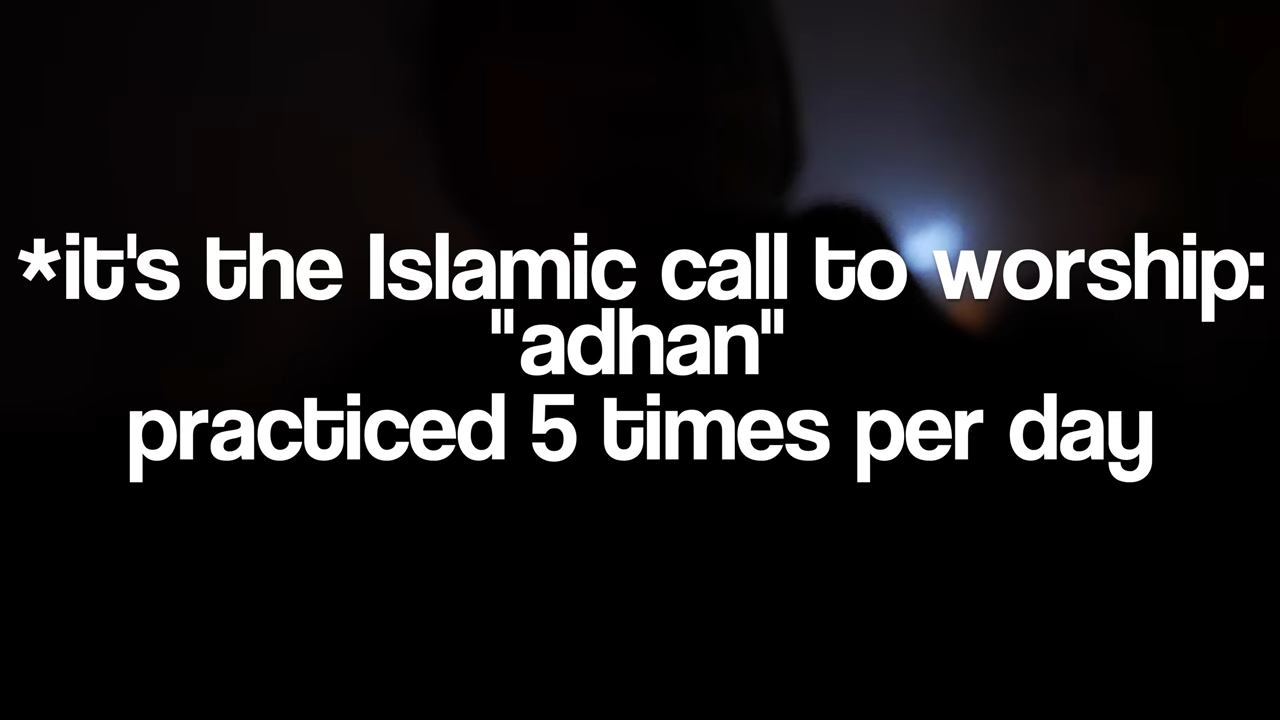 *it's the Islamic call to worship:
"adhan"
practiced 5 times per day